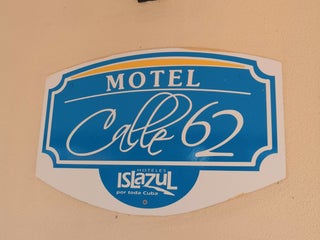 MOTEL
Calle 62
HOTELES
ISLAZUL
por toda Cuba